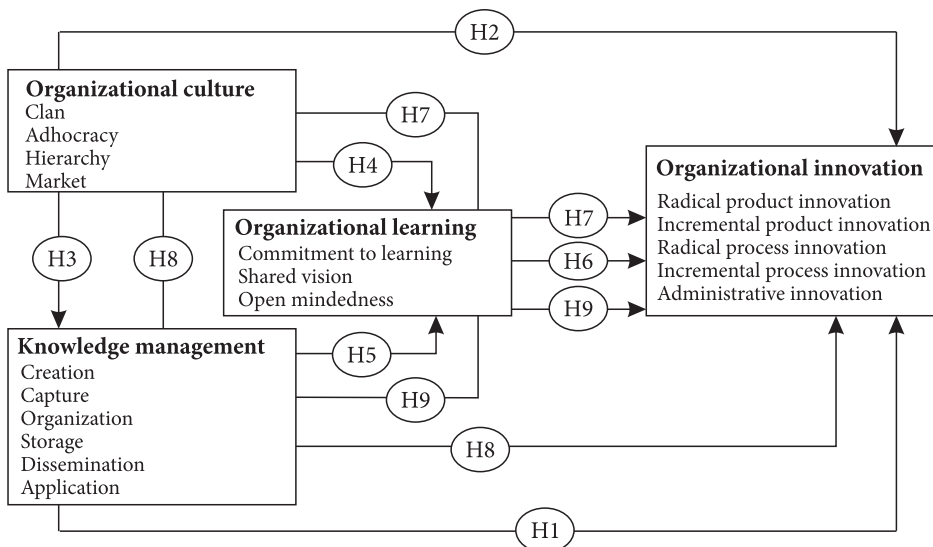 H2
Organizational culture
Clan
Adhocracy
Hierarchy
Market
H7
H4
Organizational learning
Commitment to learning
Shared vision
Open mindedness
H7
H6
H9
Organizational innovation
Radical product innovation
Incremental product innovation
Radical process innovation
Incremental process innovation
Administrative innovation
H3
H8
Knowledge management
Creation
Capture
Organization
Storage
Dissemination
Application
H5
H9
H8
H1